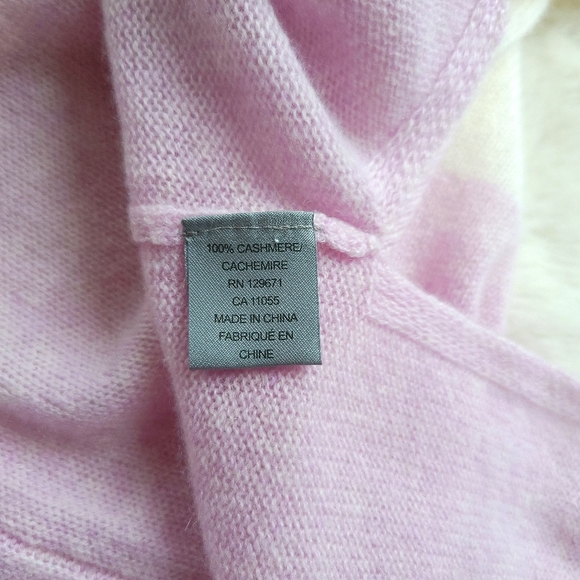 100% CASHMERE/
CACHEMIRE
RN 129671
CA 11055
MADE IN CHINA
FABRIQUÉ EN
CHINE